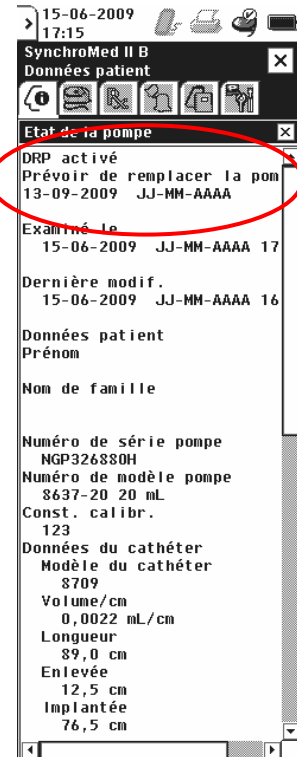 15-06-2009
17:15
SynchroMed II B
Données patient
Etat de la pompe
DRP activé
Prévoir de remplacer la pom
13-09-2009 JJ-MM-AAAA
Examiné le
15-06-2009 JJ-MM-AAAA 17
Dernière modif.
15-06-2009 JJ-MM-AAAA 16
Données patient
Prénom
Nom de famille
Numéro de série pompe
NGP326880H
Numéro de modèle pompe
8637-20 20 mL
Const. calibr.
123
Données du cathéter
Modèle du cathéter
8709
Volume/cm
0,0022 mL/cm
Longueur
89,0 cm
Enlevée
12,5 cm
Implantée
76,5 cm